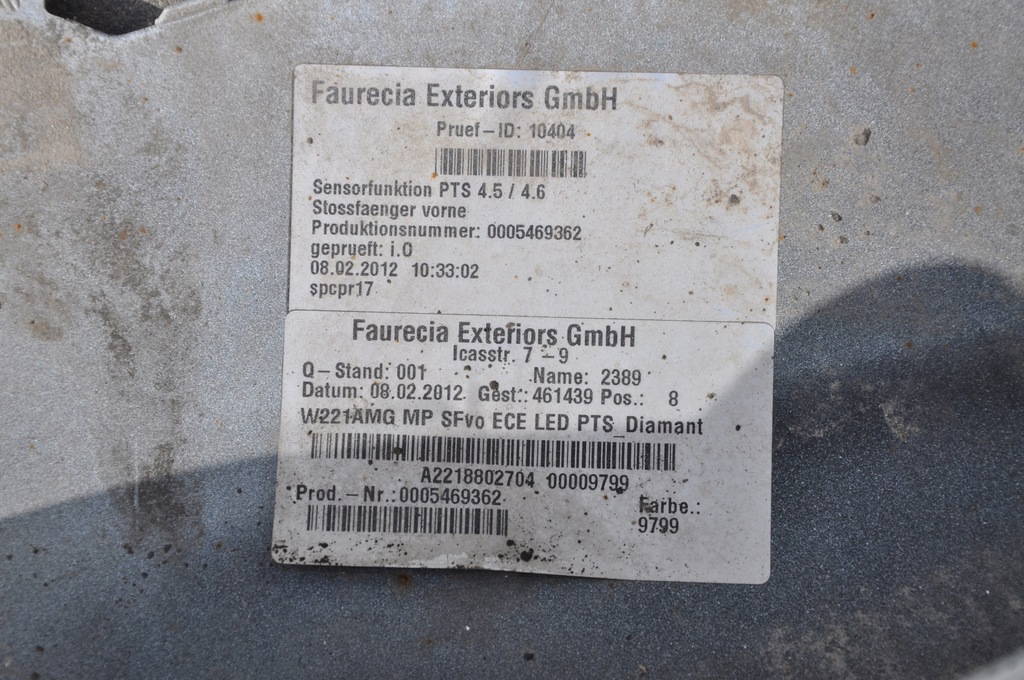 Faurecia Exteriors GmbH
Pruef-ID: 10404
Sensorfunktion PTS 4.5 / 4.6
Stossfaenger vorne
Produktionsnummer: 0005469362
geprueft: i.O
08.02.2012 10:33:02
spcpr17
Faurecia Exteriors GmbH
Icasstr. 7-9
Q-Stand: 001 Name: 2389
Datum: 08.02.2012 Gest.: 461439 Pos.: 8
W221AMG MP SFvo ECE LED PTS_Diamant
A2218802704 00009799
Prod.-Nr.:0005469362 Farbe.:
9799